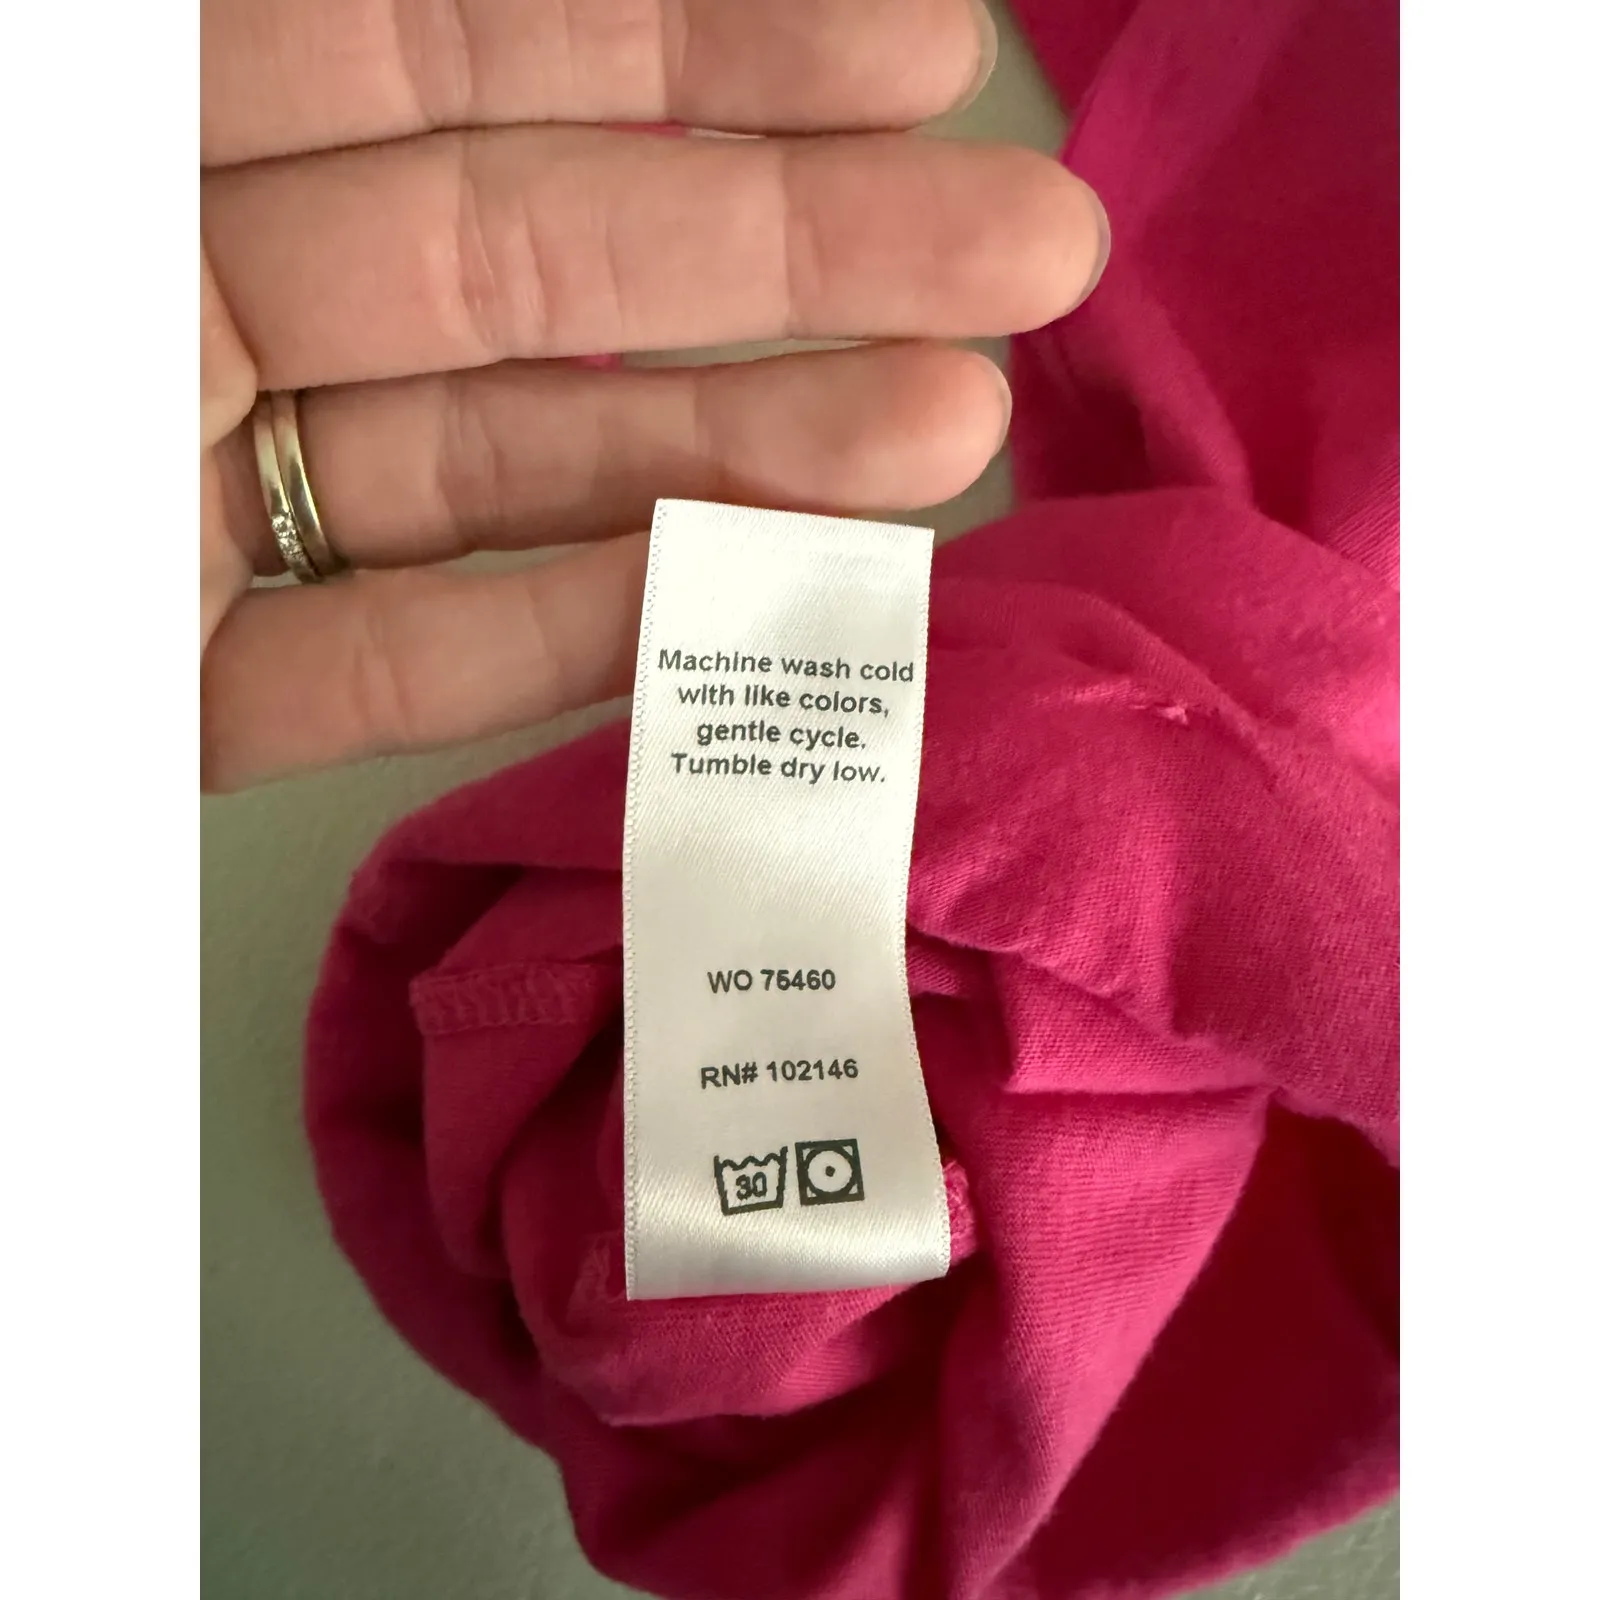 Machine wash cold
with like colors,
gentle cycle.
Tumble dry low.
WO 75460
RN# 102146
30